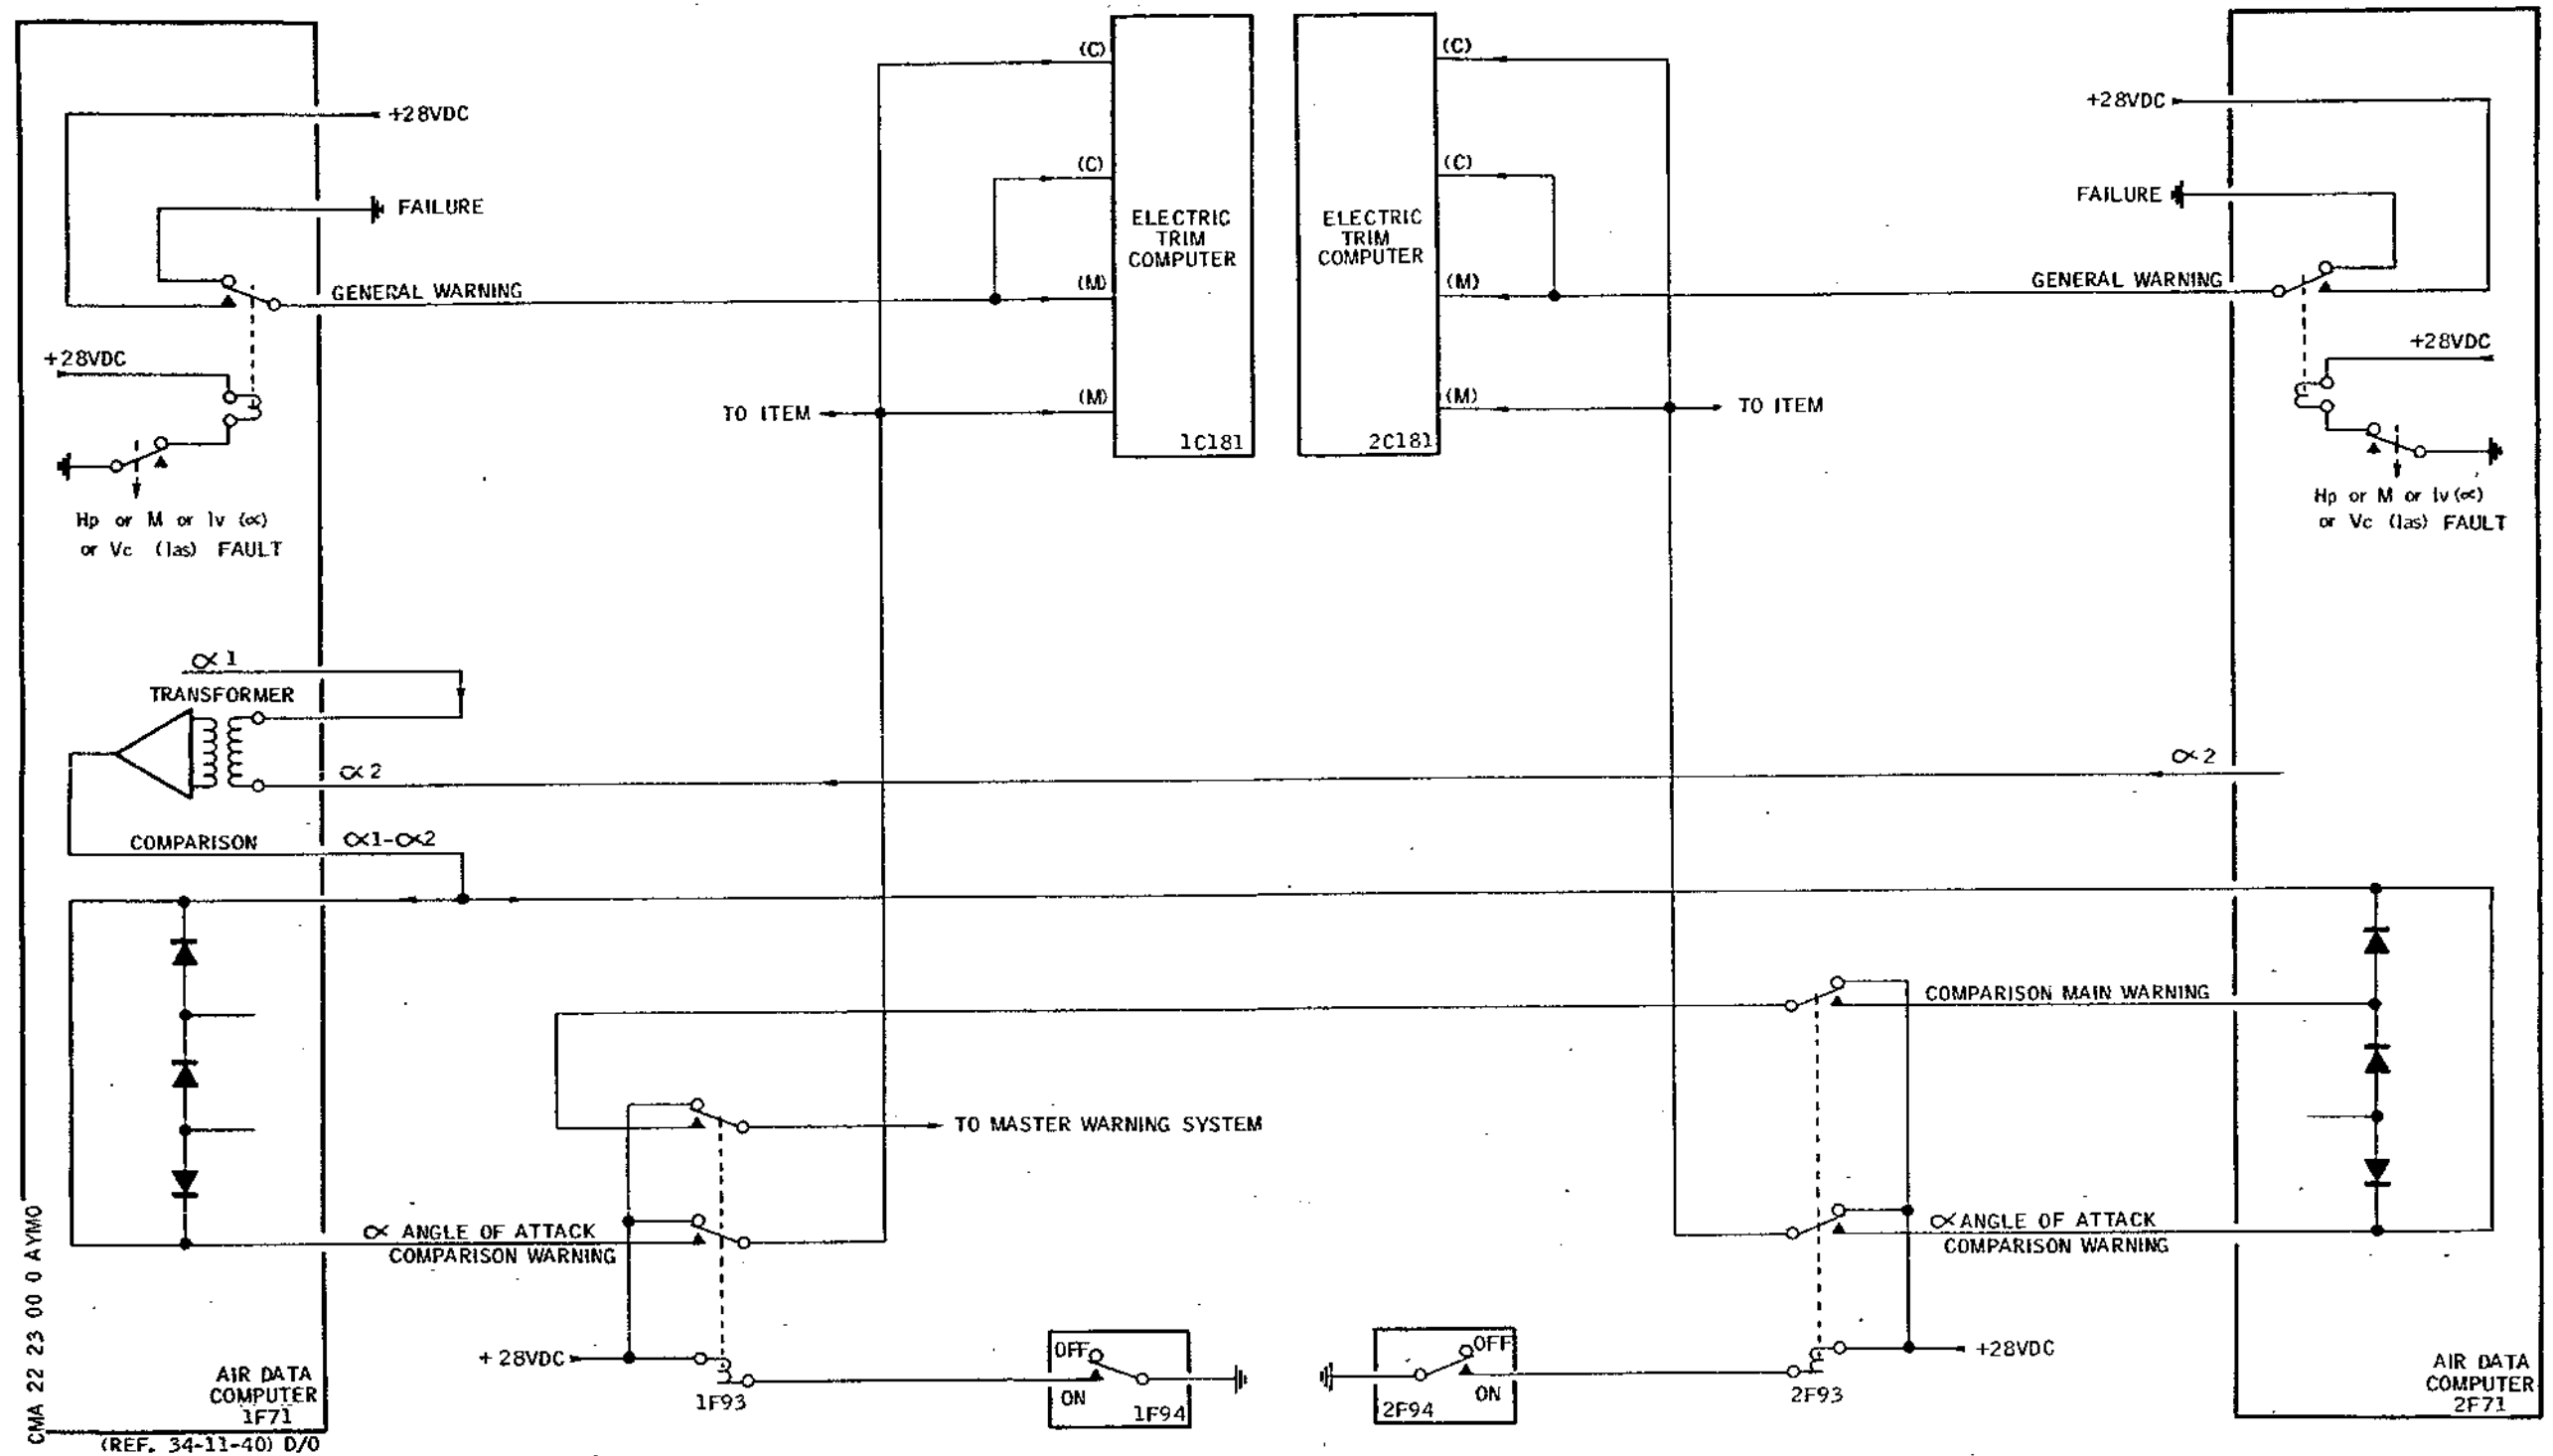 (C)
(C)
+28VDC
+28VDC
(C)
(C)
FAILURE
FAILURE
ELECTRIC
TRIM
COMPUTER
ELECTRIC
TRIM
COMPUTER
GENERAL WARNING
(M)
(M)
GENERAL WARNING
+28VDC
+28VDC
TO ITEM
(M)
(M)
TO ITEM
1C181
2C181
Hp or M or Iv (∝)
or Vc (Ias) FAULT
Hp or M or Iv (∝)
or Vc (Ias) FAULT
∝ 1
TRANSFORMER
∝ 2
∝ 2
COMPARISON
∝1-∝2
COMPARISON MAIN WARNING
TO MASTER WARNING SYSTEM
∝ ANGLE OF ATTACK
COMPARISON WARNING
∝ ANGLE OF ATTACK
COMPARISON WARNING
+28VDC
1F93
OFF
ON
1F94
OFF
ON
2F94
2F93
+28VDC
AIR DATA
COMPUTER
1F71
AIR DATA
COMPUTER
2F71
CMA 22 23 00 0 AYMO
(REF. 34-11-40) D/0